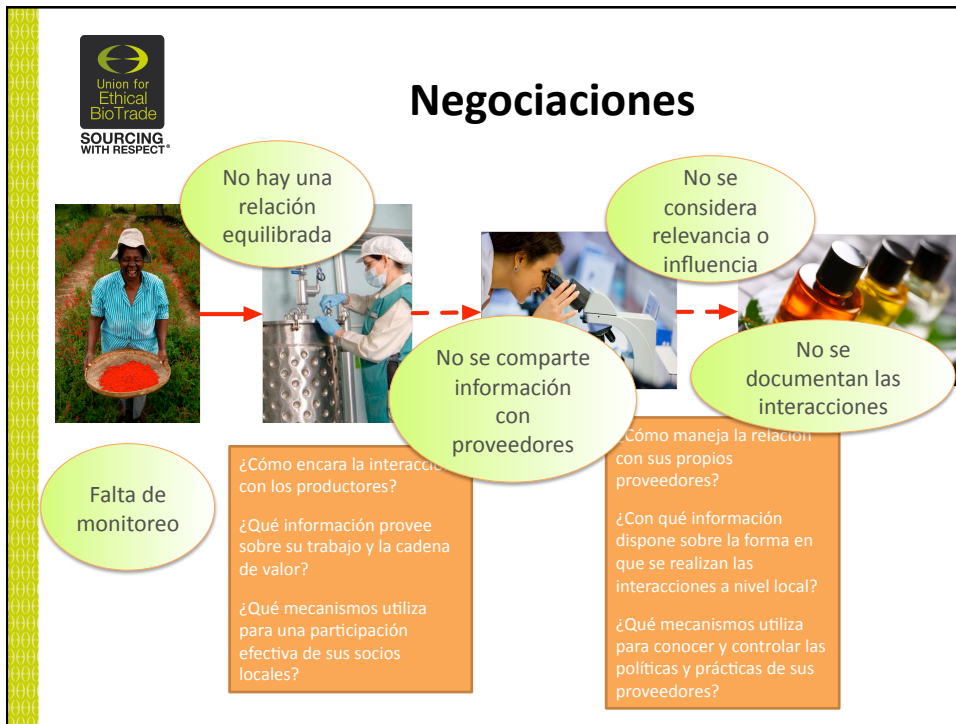 Union for
Ethical
BioTrade
SOURCING
WITH RESPECT®
Negociaciones
No hay una
relación
equilibrada
No se
considera
relevancia o
influencia
No se comparte
información
con
proveedores
No se
documentan las
interacciones
Falta de
monitoreo
¿Cómo encara la interacci
con los productores?
¿Qué información provee
sobre su trabajo y la cadena
de valor?
¿Qué mecanismos utiliza
para una participación
efectiva de sus socios
locales?
¿Cómo maneja la relación
con sus propios
proveedores?
¿Con qué información
dispone sobre la forma en
que se realizan las
interacciones a nivel local?
¿Qué mecanismos utiliza
para conocer y controlar las
políticas y prácticas de sus
proveedores?